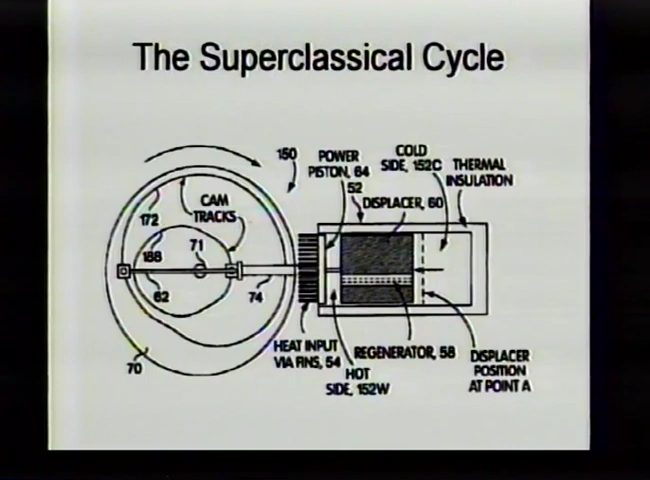 The Superclassical Cycle
150
POWER
PISTON, 64
52
COLD
SIDE, 152C
THERMAL
INSULATION
DISPLACER, 60
CAM
TRACKS
172
188
71
62
74
70
HEAT INPUT
VIA FINS, 54
HOT
SIDE, 152W
REGENERATOR, 58
DISPLACER
POSITION
AT POINT A